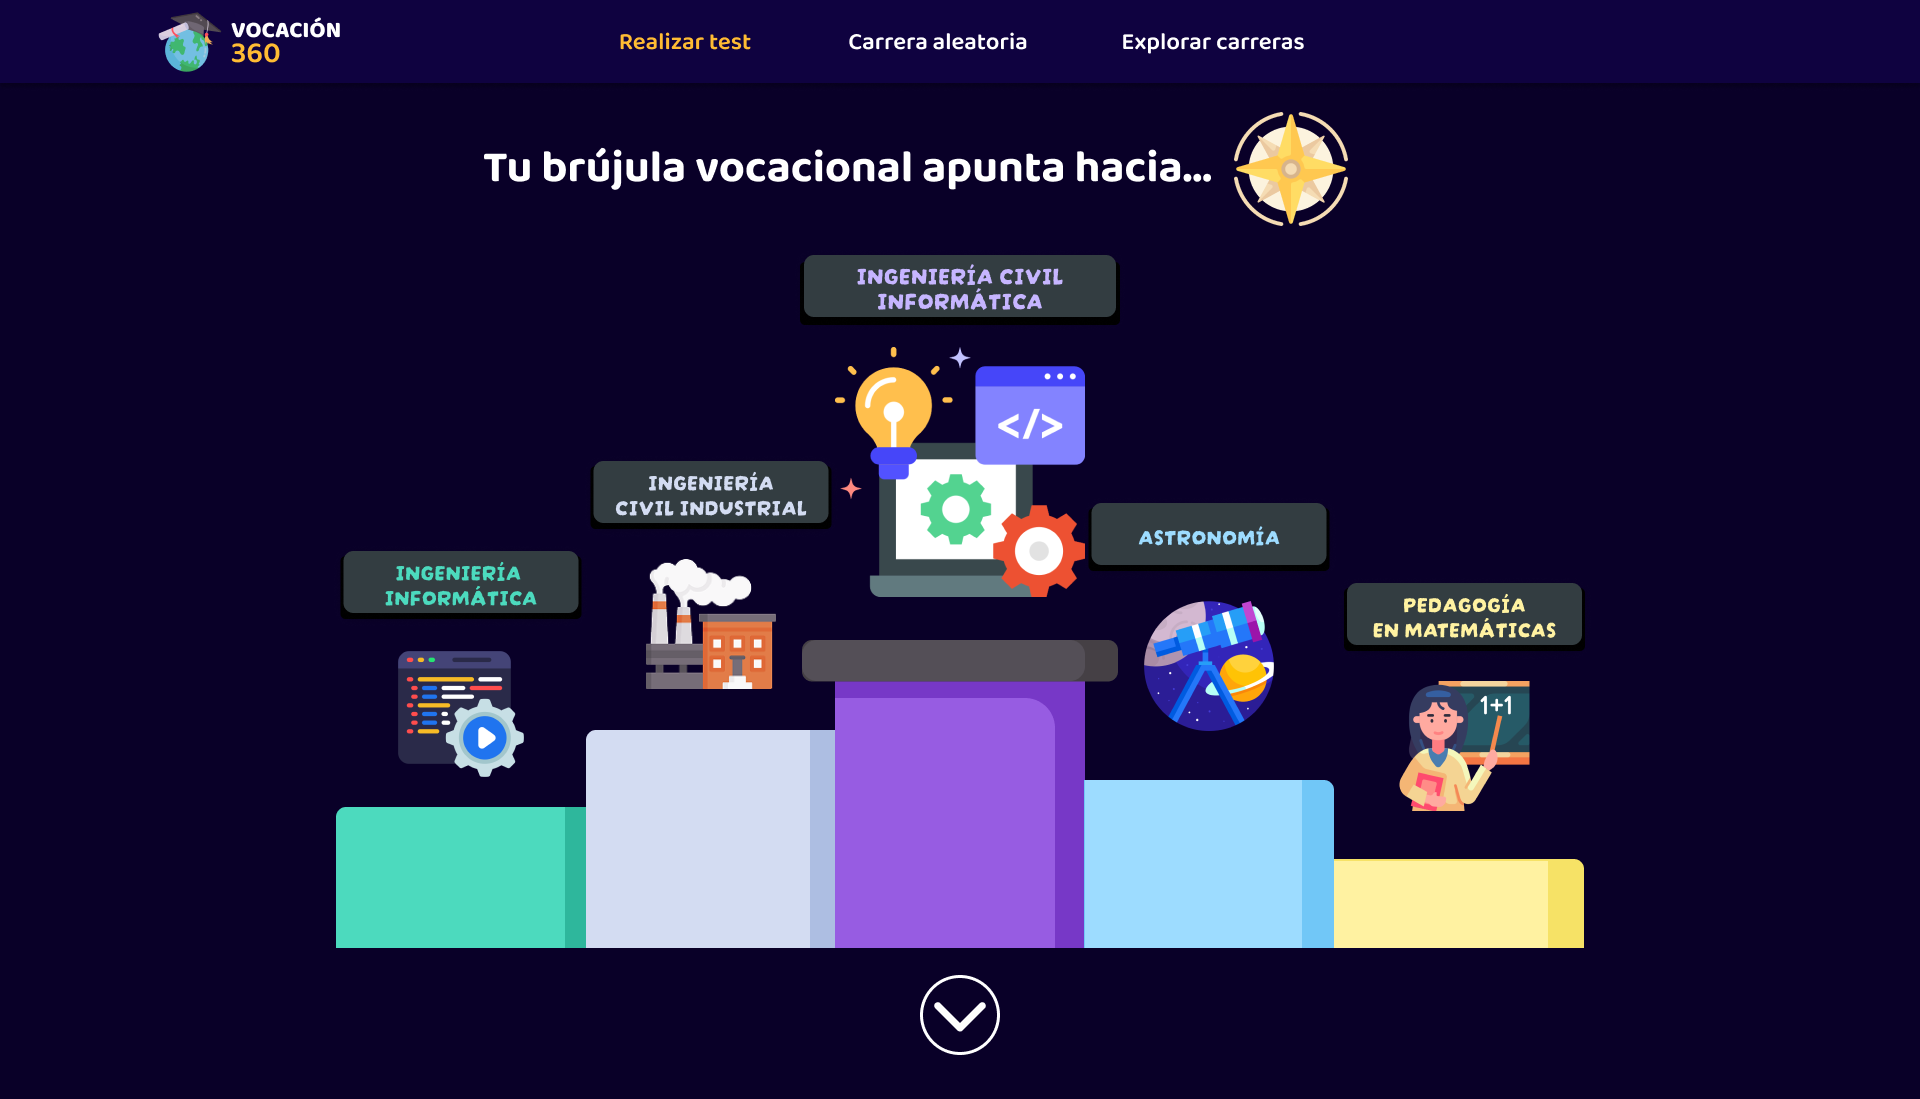 VOCACIÓN
360
Realizar test
Carrera aleatoria
Explorar carreras
Tu brújula vocacional apunta hacia...
INGENIERÍA CIVIL
INFORMÁTICA
</>
INGENIERÍA
CIVIL INDUSTRIAL
ASTRONOMÍA
INGENIERÍA
INFORMÁTICA
PEDAGOGÍA
EN MATEMÁTICAS
1+1